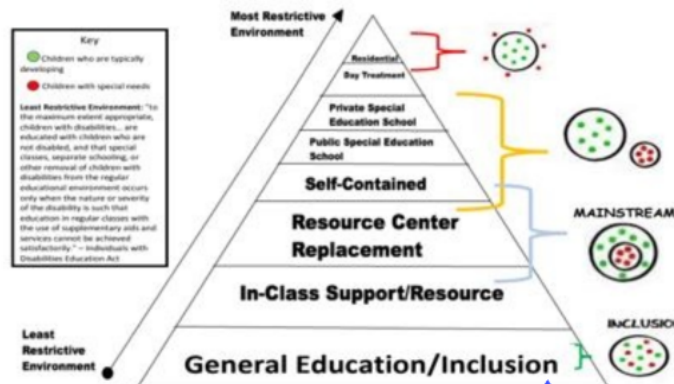 Key
Children who are typically
developing
Children with special needs
Least Restrictive Environment: "to
the maximum extent appropriate,
children with disabilities... are
educated with children who are
not disabled, and that special
classes, separate schooling, or
other removal of children with
disabilities from the regular
educational environment occurs
only when the nature or severity
of the disability is such that
education in regular classes with
the use of supplementary aids and
services cannot be achieved
satisfactorily." – Individuals with
Disabilities Education Act
Most Restrictive
Environment
Residential
Day Treatment
Private Special
Education School
Public Special Education
School
Self-Contained
Resource Center
Replacement
In-Class Support/Resource
General Education/Inclusion
Least
Restrictive
Environment
MAINSTREAM
INCLUSIO